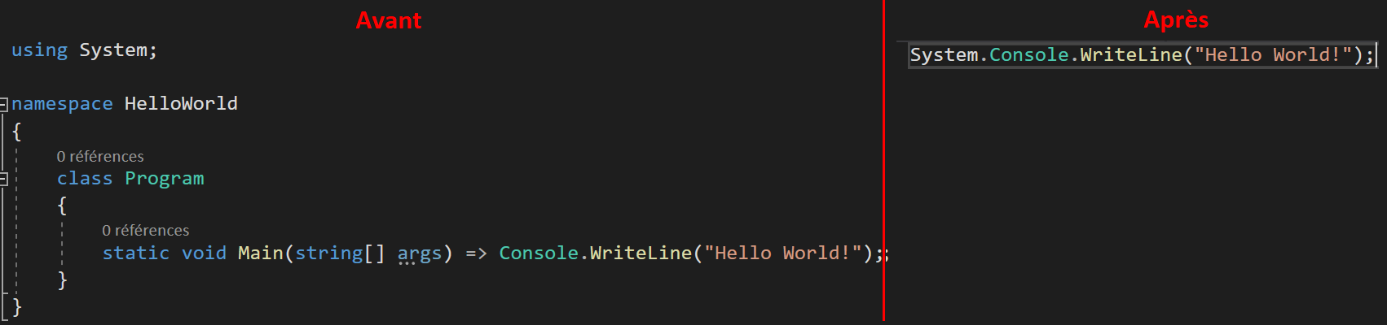 Avant
using System;
namespace HelloWorld
{
0 références
class Program
{
0 références
static void Main(string[] args) => Console.WriteLine("Hello World!");
}
}
Après
System.Console.WriteLine("Hello World!");